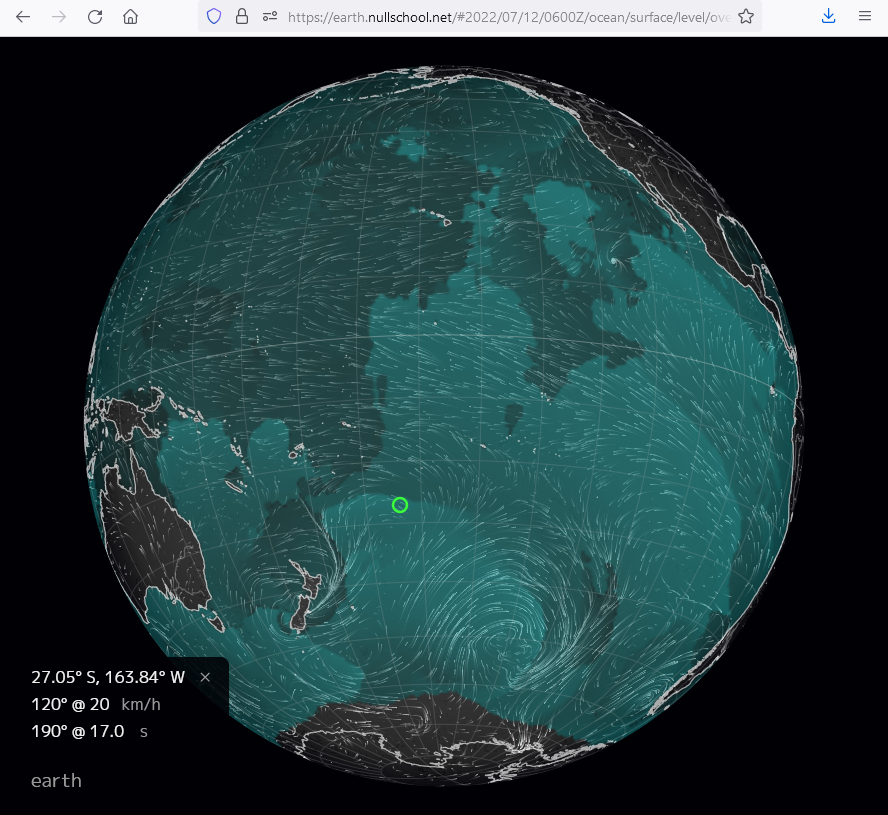 https://earth.nullschool.net/#2022/07/12/0600Z/ocean/surface/level/ove
27.05° S, 163.84° W ×
120° @ 20 km/h
190° @ 17.0 s
earth